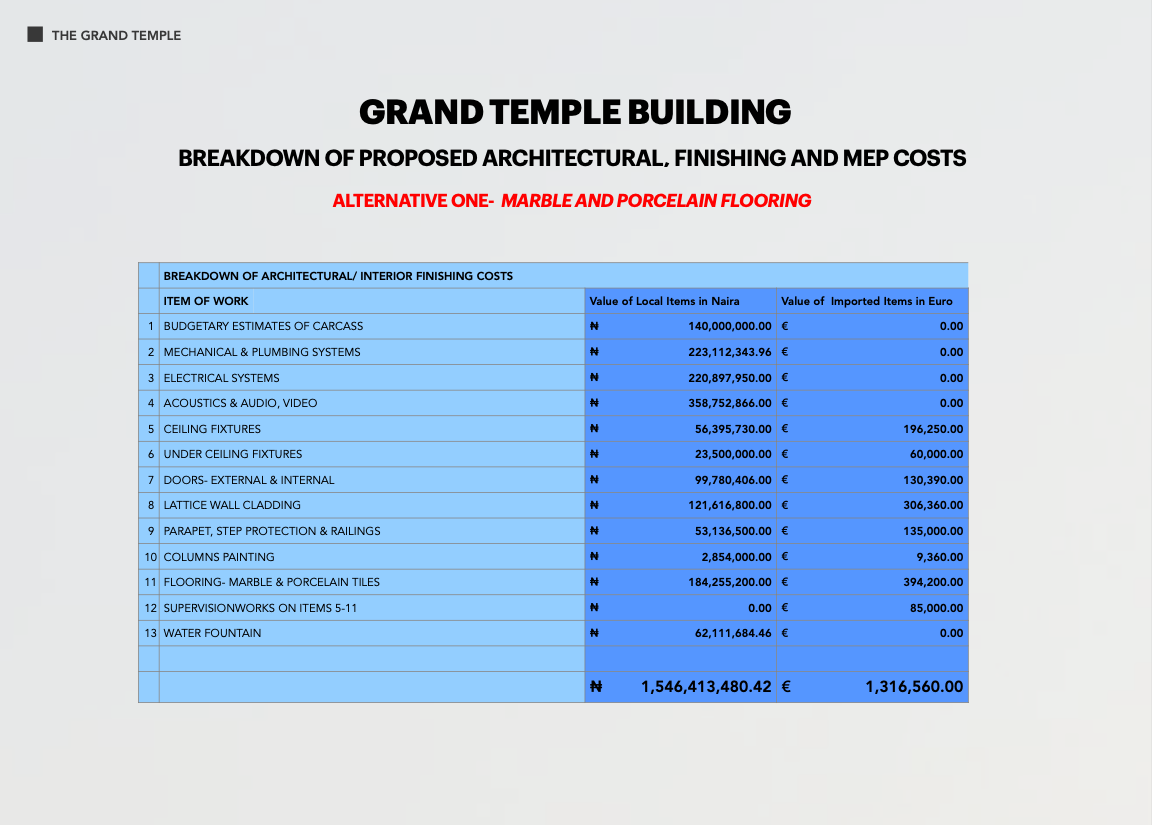 THE GRAND TEMPLE
GRAND TEMPLE BUILDING
BREAKDOWN OF PROPOSED ARCHITECTURAL, FINISHING AND MEP COSTS
ALTERNATIVE ONE- MARBLE AND PORCELAIN FLOORING
BREAKDOWN OF ARCHITECTURAL/ INTERIOR FINISHING COSTS
ITEM OF WORK Value of Local Items in Naira Value of Imported Items in Euro
1 BUDGETARY ESTIMATES OF CARCASS ₦ 140,000,000.00 € 0.00
2 MECHANICAL & PLUMBING SYSTEMS ₦ 223,112,343.96 € 0.00
3 ELECTRICAL SYSTEMS ₦ 220,897,950.00 € 0.00
4 ACOUSTICS & AUDIO, VIDEO ₦ 358,752,866.00 € 0.00
5 CEILING FIXTURES ₦ 56,395,730.00 € 196,250.00
6 UNDER CEILING FIXTURES ₦ 23,500,000.00 € 60,000.00
7 DOORS- EXTERNAL & INTERNAL ₦ 99,780,406.00 € 130,390.00
8 LATTICE WALL CLADDING ₦ 121,616,800.00 € 306,360.00
9 PARAPET, STEP PROTECTION & RAILINGS ₦ 53,136,500.00 € 135,000.00
10 COLUMNS PAINTING ₦ 2,854,000.00 € 9,360.00
11 FLOORING- MARBLE & PORCELAIN TILES ₦ 184,255,200.00 € 394,200.00
12 SUPERVISIONWORKS ON ITEMS 5-11 ₦ 0.00 € 85,000.00
13 WATER FOUNTAIN ₦ 62,111,684.46 € 0.00
₦ 1,546,413,480.42 € 1,316,560.00